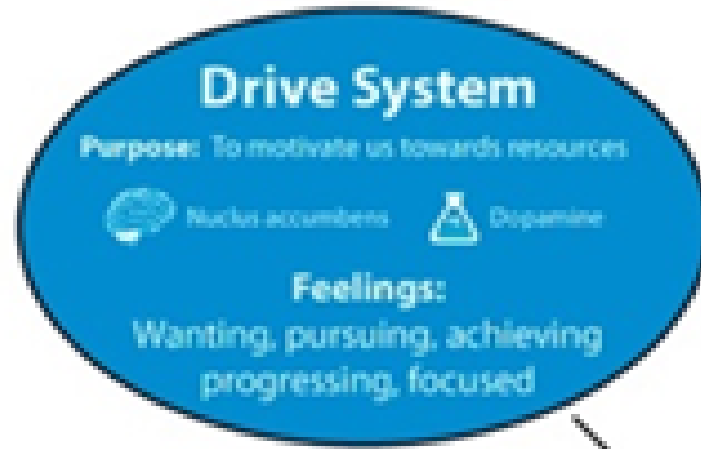 Drive System
Purpose: To motivate us towards resources
Nuclus accumbens Dopamine
Feelings:
Wanting, pursuing, achieving
progressing, focused